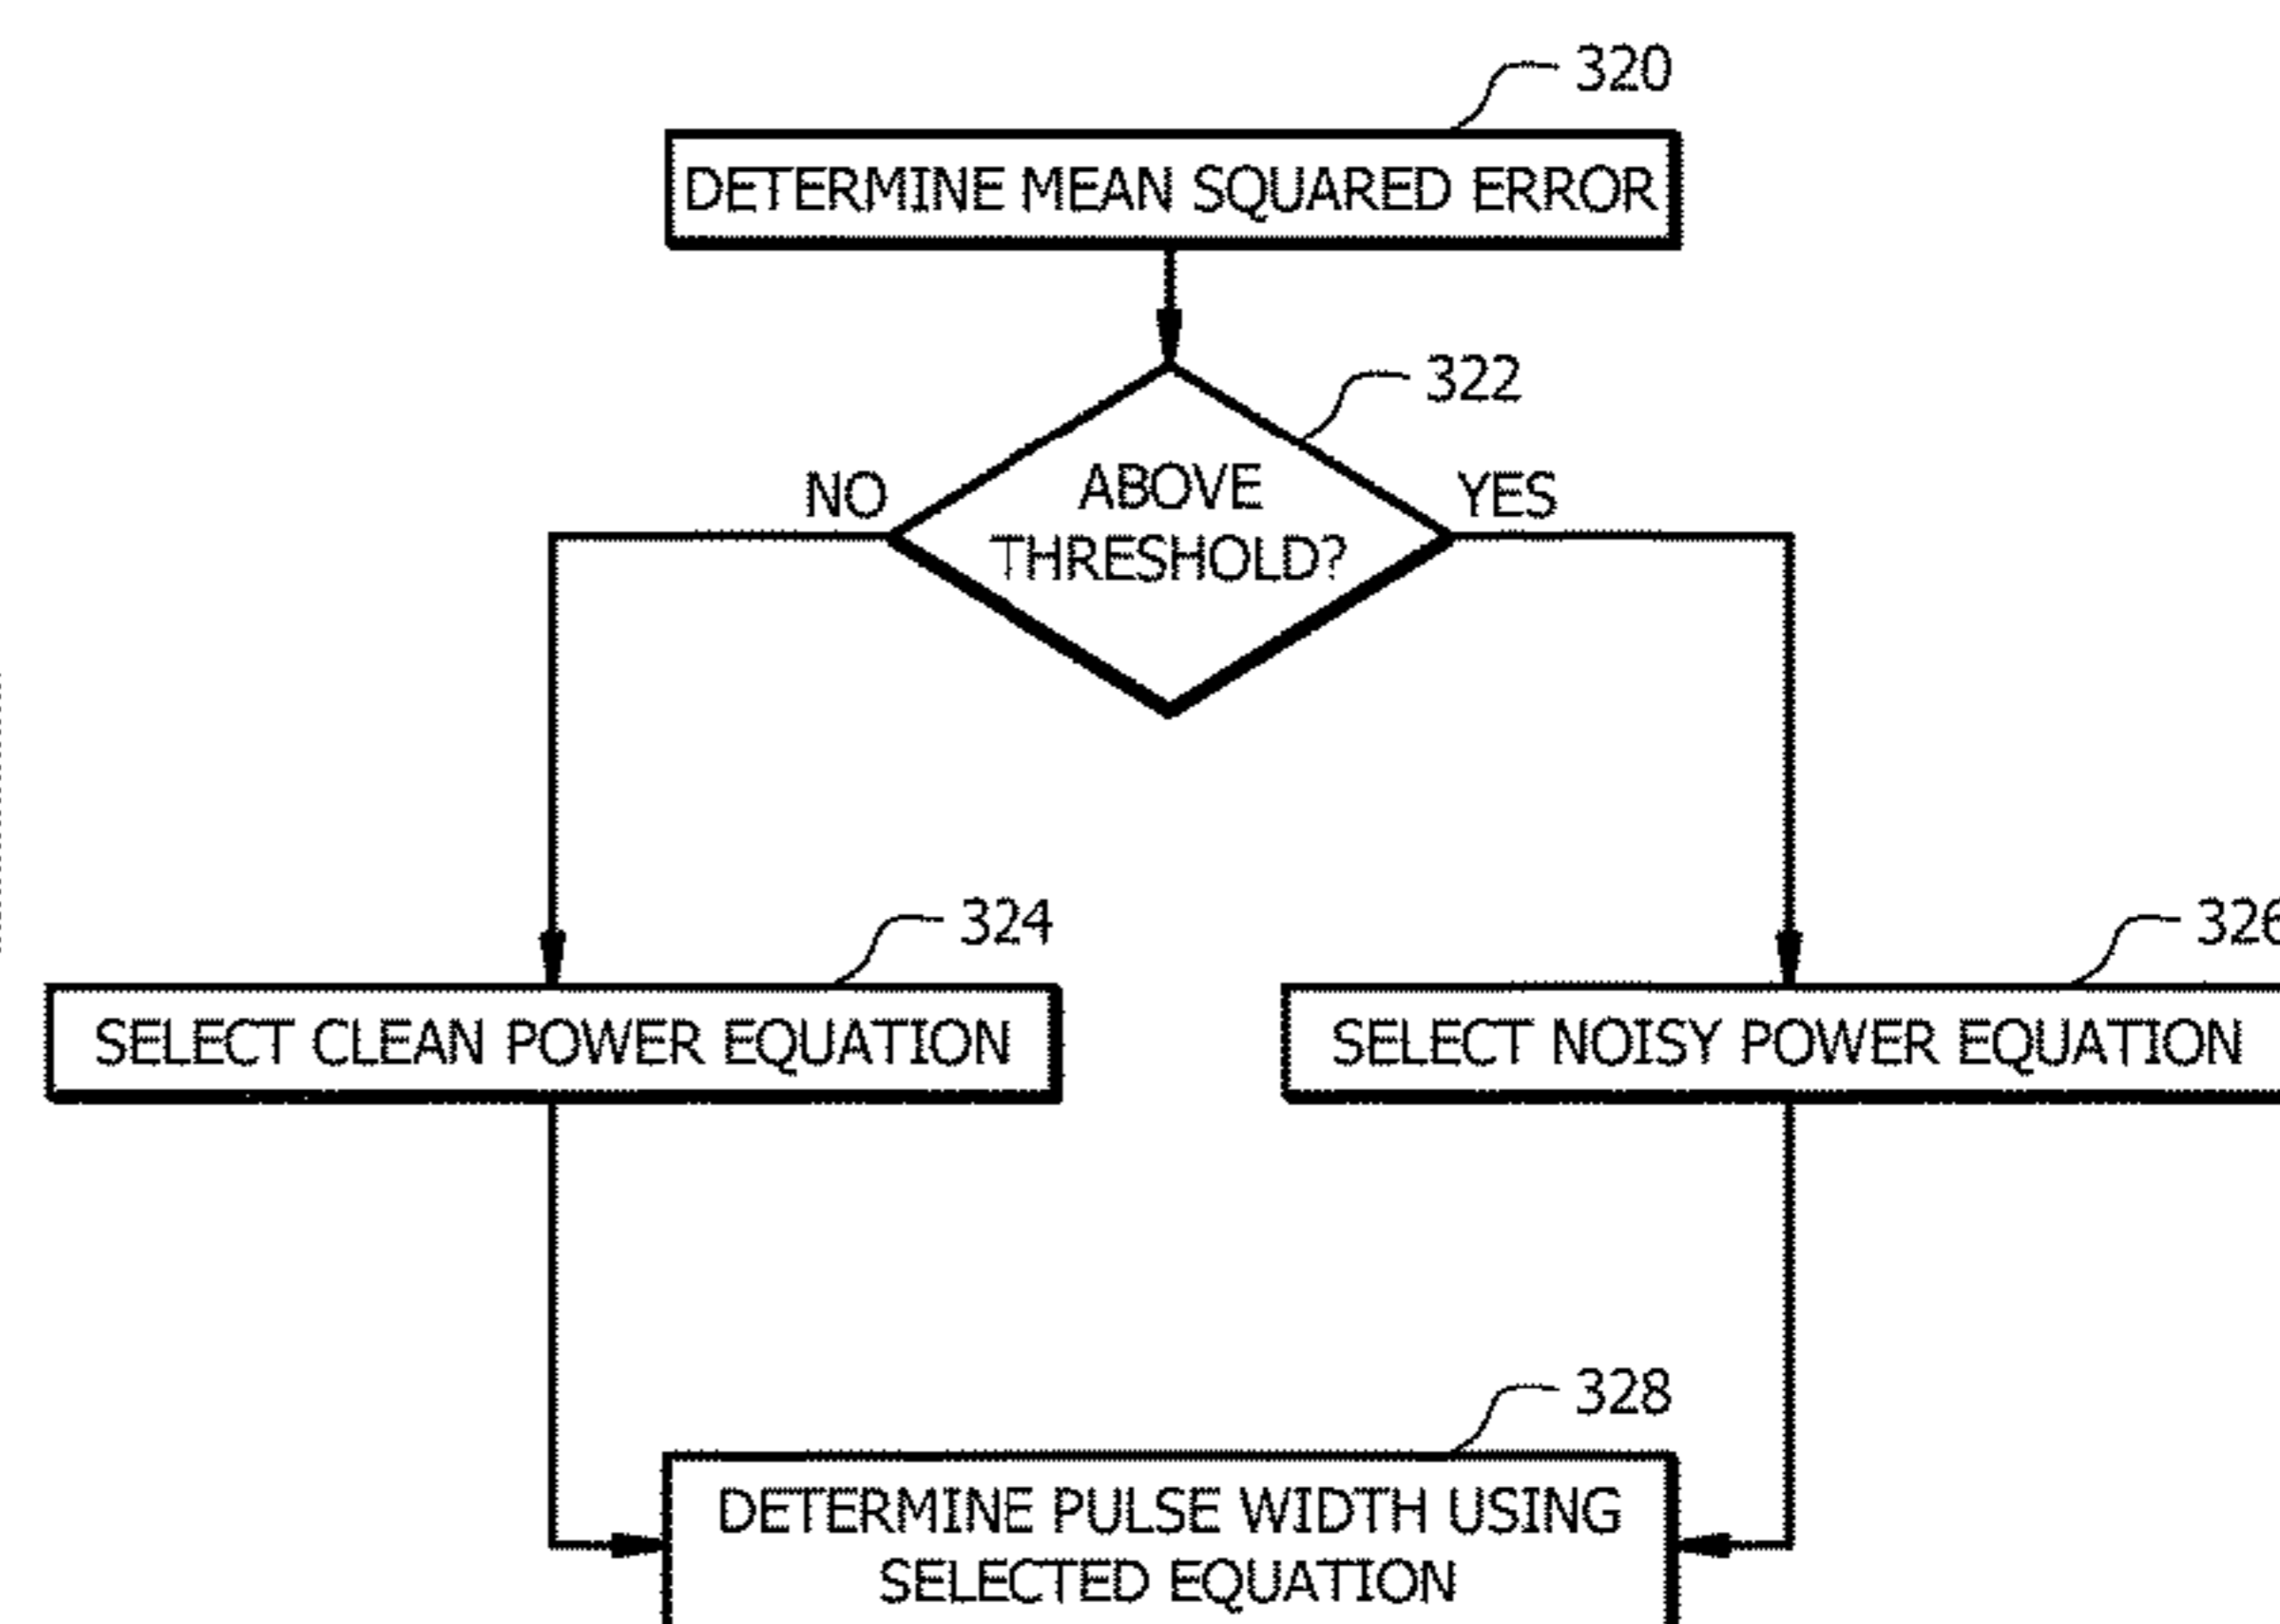 320
DETERMINE MEAN SQUARED ERROR
322
NO
ABOVE
THRESHOLD?
YES
324
326
SELECT CLEAN POWER EQUATION
SELECT NOISY POWER EQUATION
328
DETERMINE PULSE WIDTH USING
SELECTED EQUATION